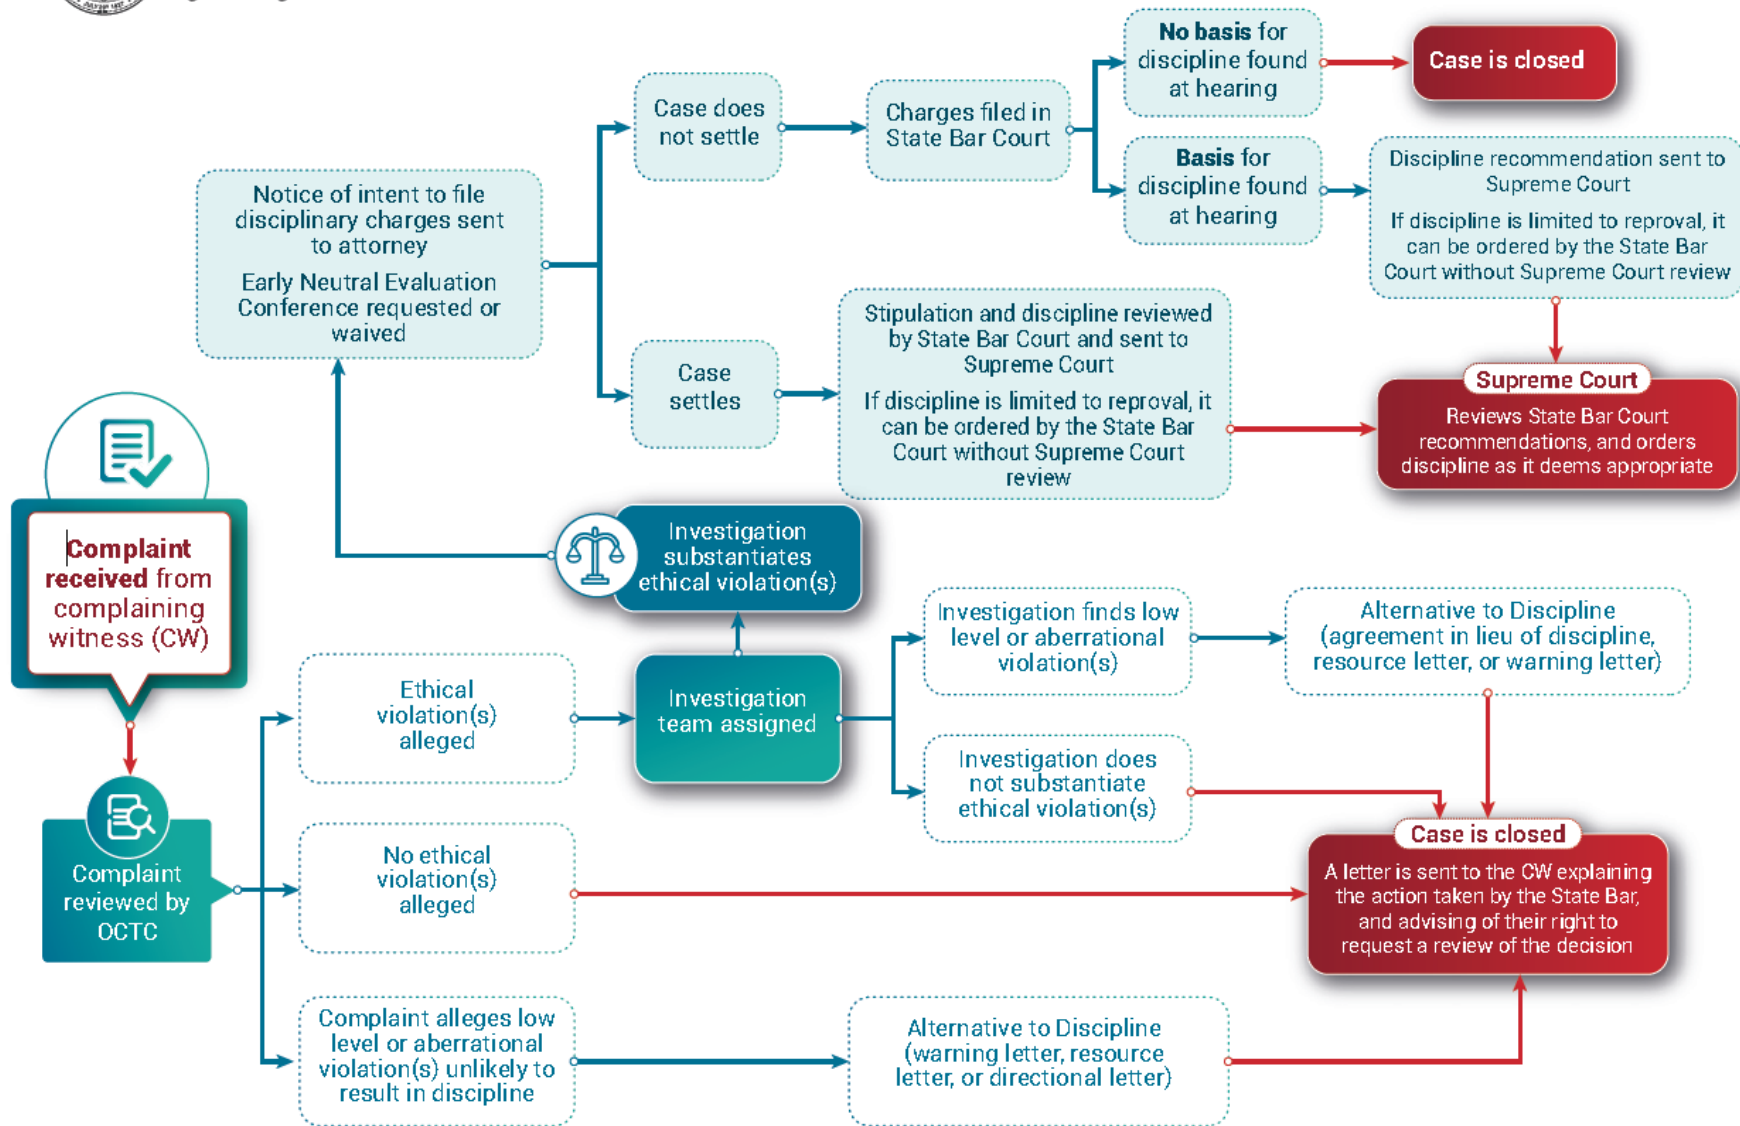 No basis for
discipline found
at hearing
Case is closed
Case does
not settle
Charges filed in
State Bar Court
Basis for
discipline found
at hearing
Discipline recommendation sent to
Supreme Court
If discipline is limited to reproval, it
can be ordered by the State Bar
Court without Supreme Court review
Notice of intent to file
disciplinary charges sent
to attorney
Early Neutral Evaluation
Conference requested or
waived
Case
settles
Stipulation and discipline reviewed
by State Bar Court and sent to
Supreme Court
If discipline is limited to reproval, it
can be ordered by the State Bar
Court without Supreme Court
review
Supreme Court
Reviews State Bar Court
recommendations, and orders
discipline as it deems appropriate
Complaint
received from
complaining
witness (CW)
Investigation
substantiates
ethical violation(s)
Investigation finds low
level or aberrational
violation(s)
Alternative to Discipline
(agreement in lieu of discipline,
resource letter, or warning letter)
Ethical
violation(s)
alleged
Investigation
team assigned
Investigation does
not substantiate
ethical violation(s)
Complaint
reviewed by
OCTC
No ethical
violation(s)
alleged
Case is closed
A letter is sent to the CW explaining
the action taken by the State Bar,
and advising of their right to
request a review of the decision
Complaint alleges low
level or aberrational
violation(s) unlikely to
result in discipline
Alternative to Discipline
(warning letter, resource
letter, or directional letter)